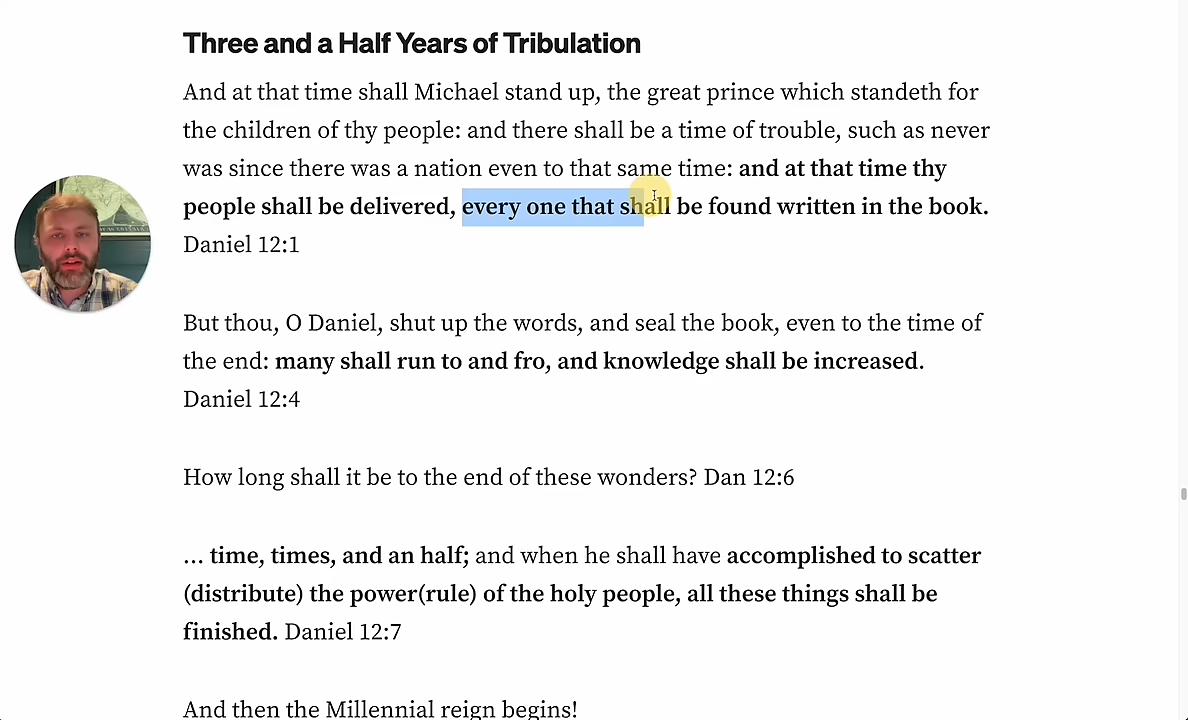 Three and a Half Years of Tribulation
And at that time shall Michael stand up, the great prince which standeth for
the children of thy people: and there shall be a time of trouble, such as never
was since there was a nation even to that same time: and at that time thy
people shall be delivered, every one that shall be found written in the book.
Daniel 12:1
But thou, O Daniel, shut up the words, and seal the book, even to the time of
the end: many shall run to and fro, and knowledge shall be increased.
Daniel 12:4
How long shall it be to the end of these wonders? Dan 12:6
... time, times, and an half; and when he shall have accomplished to scatter
(distribute) the power(rule) of the holy people, all these things shall be
finished. Daniel 12:7
And then the Millennial reign begins!